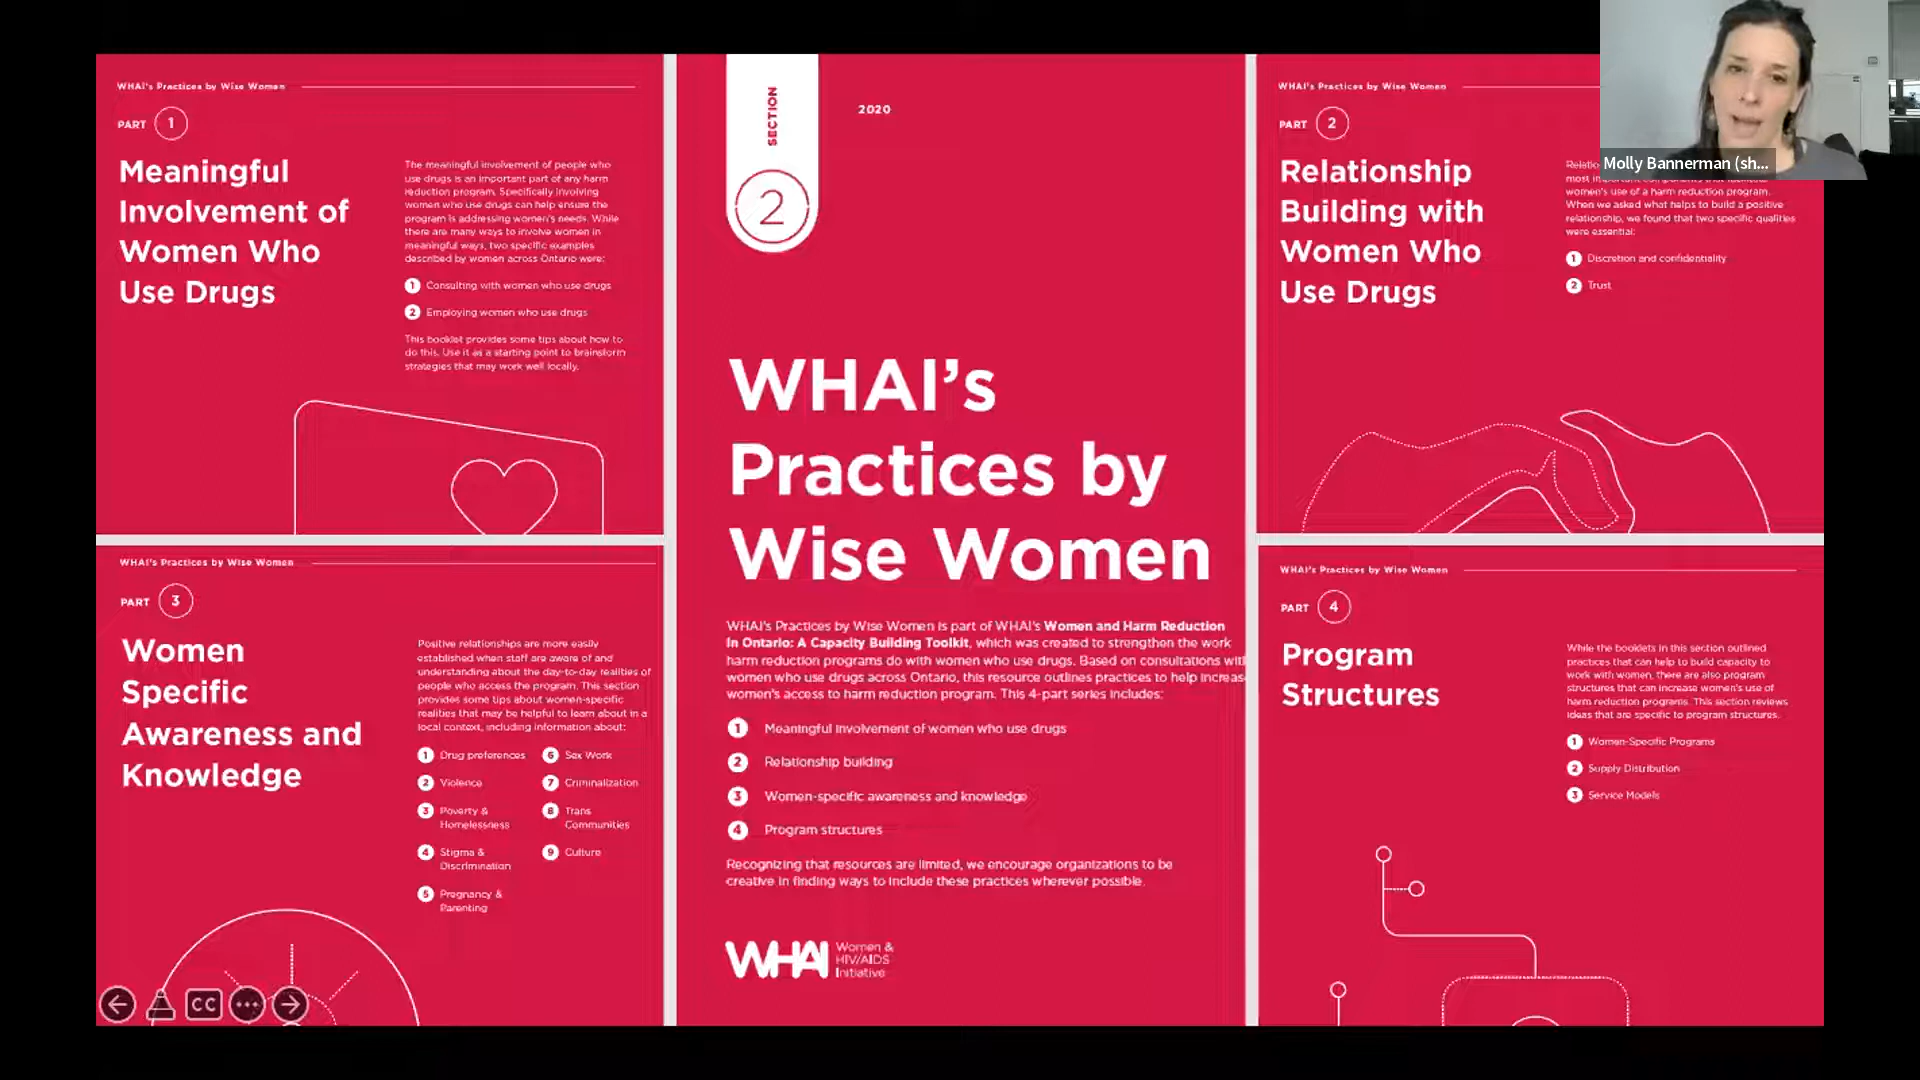 WHAI's Practices by Wise Women
PART 1
Meaningful
Involvement of
Women Who
Use Drugs
The meaningful involvement of people who
use drugs is an important part of any harm
reduction program. Specifically involving
women who use drugs can help ensure the
program is addressing women's needs. While
there are many ways to involve women in
meaningful ways, two specific examples
described by women across Ontario were:
1 Consulting with women who use drugs
2 Employing women who use drugs
This booklet provides some tips about how to
do this. Use it as a starting point to brainstorm
strategies that may work well locally.
SECTION
2
2020
WHAI's
Practices by
Wise Women
WHAI's Practices by Wise Women is part of WHAI's Women and Harm Reduction
In Ontario: A Capacity Building Toolkit, which was created to strengthen the work
harm reduction programs do with women who use drugs. Based on consultations with
women who use drugs across Ontario, this resource outlines practices to help increas
women's access to harm reduction program. This 4-part series includes:
1 Meaningful involvement of women who use drugs
2 Relationship building
3 Women-specific awareness and knowledge
4 Program structures
Recognizing that resources are limited, we encourage organizations to be
creative in finding ways to include these practices wherever possible.
WHAI Women &
HIV/AIDS
Initiative
WHAI's Practices by Wise Women
PART 2
Relationship
Building with
Women Who
Use Drugs
most
women's use of a harm reduction program.
When we asked what helps to build a positive
relationship, we found that two specific qualities
were essential:
1 Discretion and confidentiality
2 Trust
Molly Bannerman (sh...
WHAI's Practices by Wise Women
PART 3
Women
Specific
Awareness and
Knowledge
Positive relationships are more easily
established when staff are aware of and
understanding about the day-to-day realities of
people who access the program. This section
provides some tips about women-specific
realities that may be helpful to learn about in a
local context, including information about:
1 Drug preferences
2 Violence
3 Poverty &
Homelessness
4 Stigma &
Discrimination
5 Pregnancy &
Parenting
6 Sex Work
7 Criminalization
8 Trans
Communities
9 Culture
CC
WHAI's Practices by Wise Women
PART 4
Program
Structures
While the booklets in this section outlined
practices that can help to build capacity to
work with women, there are also program
structures that can increase women's use of
harm reduction programs. This section reviews
ideas that are specific to program structures.
1 Women-Specific Programs
2 Supply Distribution
3 Service Models